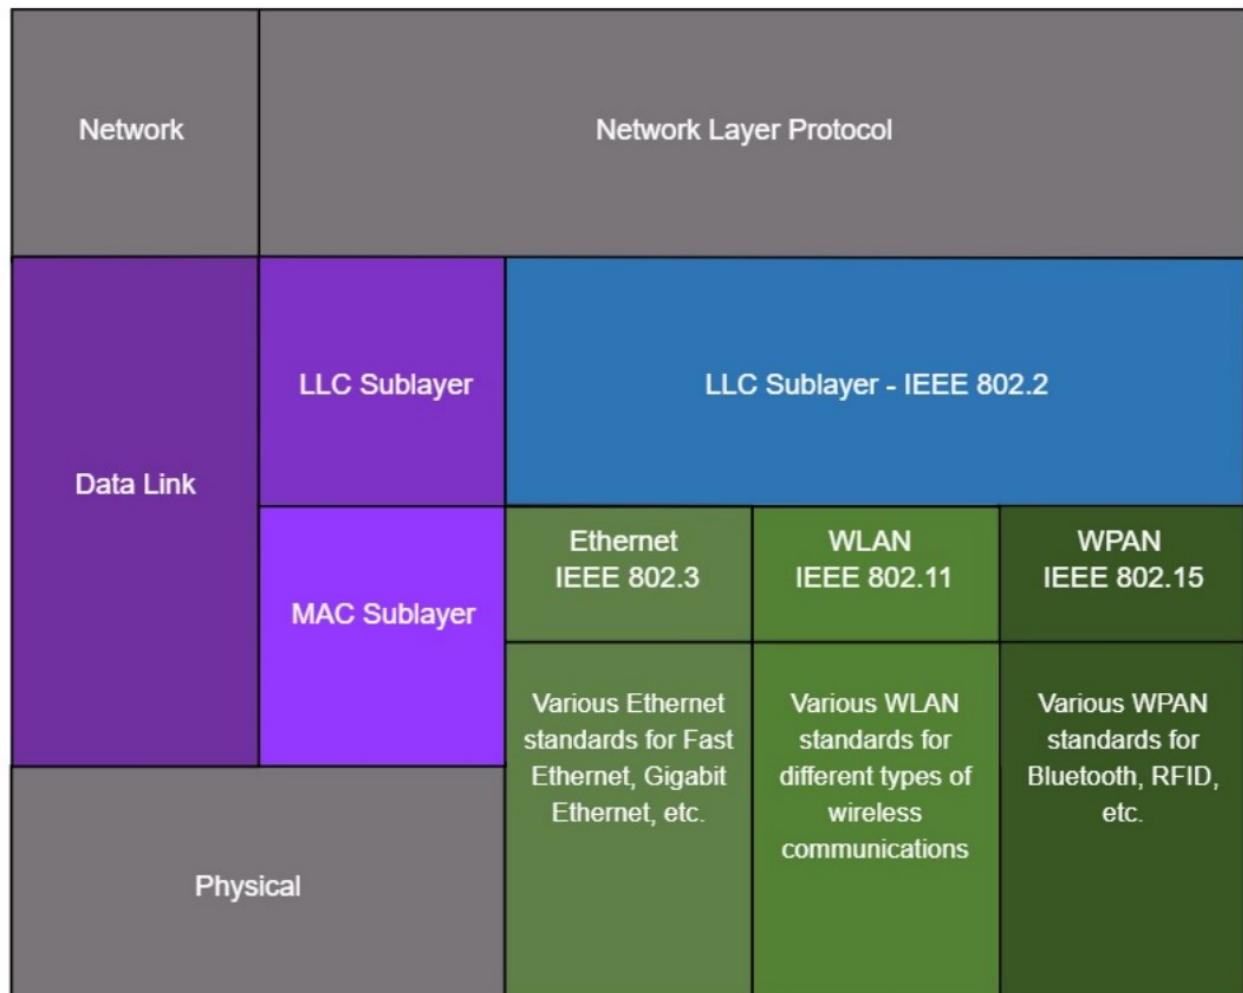 Network
Network Layer Protocol
Data Link
LLC Sublayer
LLC Sublayer - IEEE 802.2
MAC Sublayer
Ethernet
IEEE 802.3
WLAN
IEEE 802.11
WPAN
IEEE 802.15
Various Ethernet
standards for Fast
Ethernet, Gigabit
Ethernet, etc.
Various WLAN
standards for
different types of
wireless
communications
Various WPAN
standards for
Bluetooth, RFID,
etc.
Physical